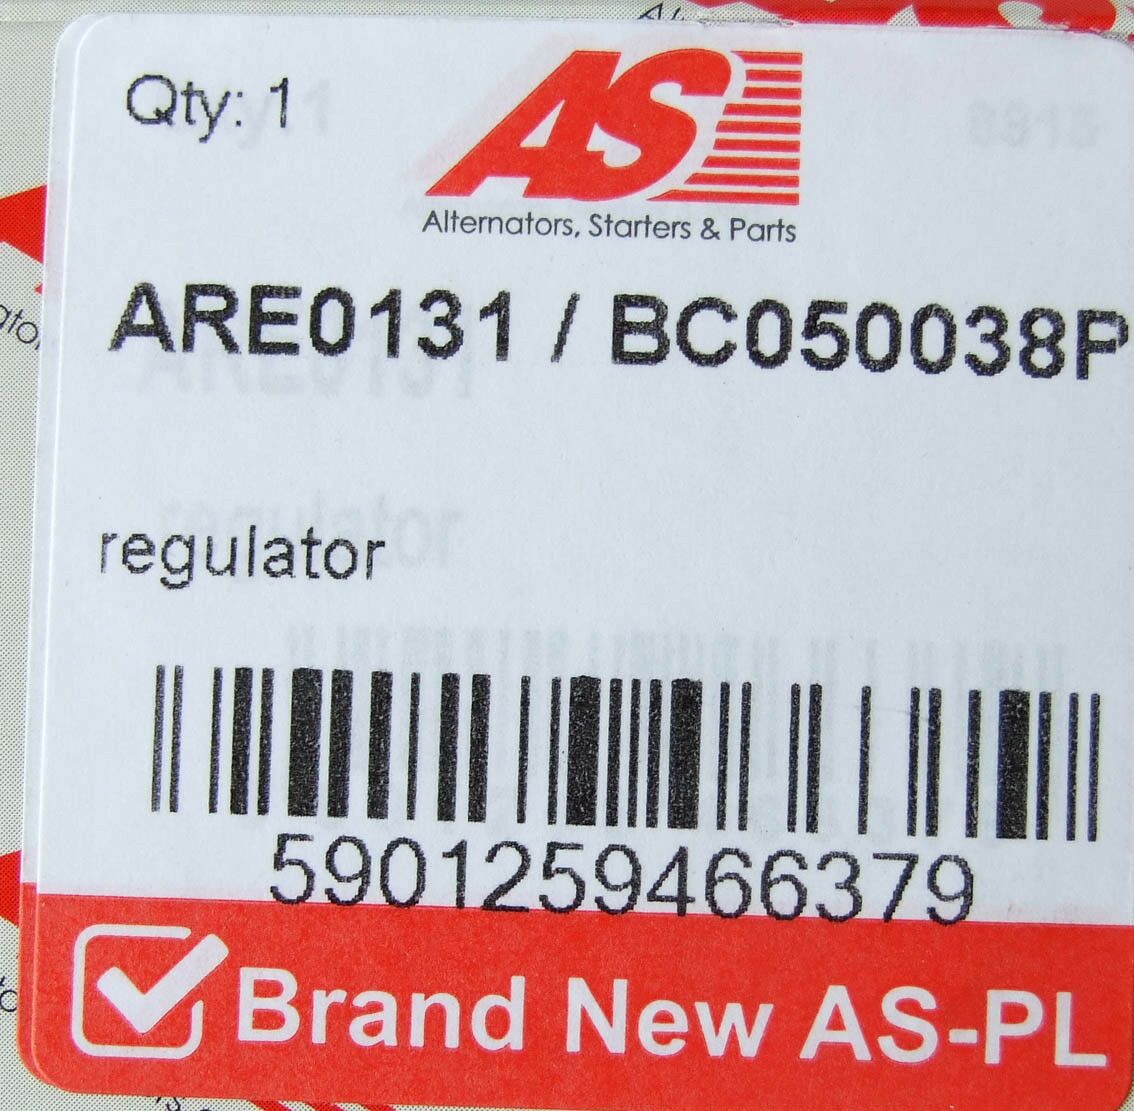 Qty: 1
AS
Alternators, Starters & Parts
ARE0131 / BC050038P
regulator
5901259466379
Brand New AS-PL